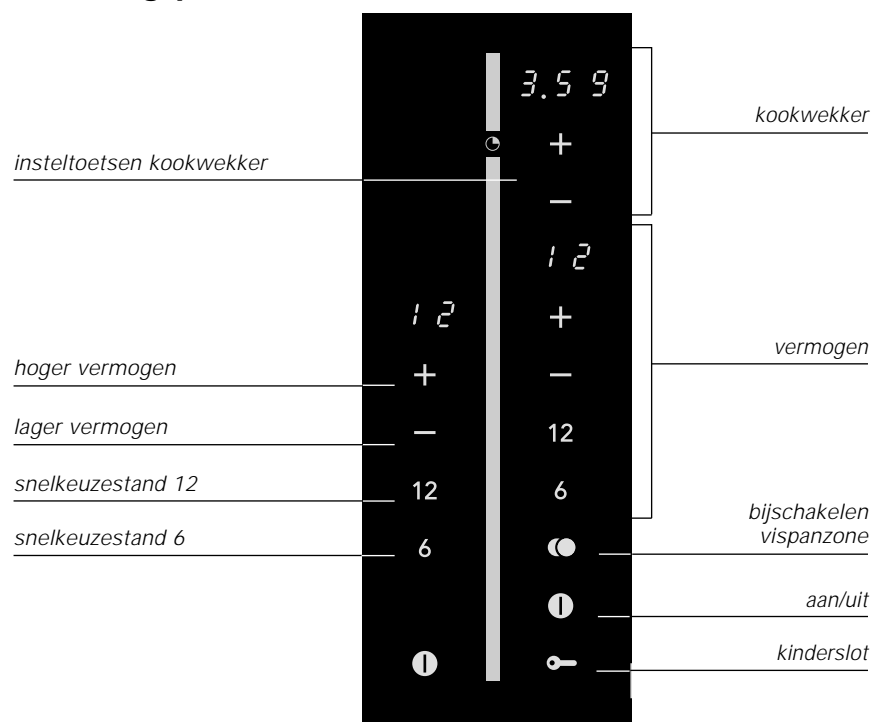 3.59
kookwekker
insteltoetsen kookwekker
12
12
hoger vermogen
vermogen
lager vermogen
12
snelkeuzestand 12
12
6
snelkeuzestand 6
6
bijschakelen
vispanzone
aan/uit
kinderslot